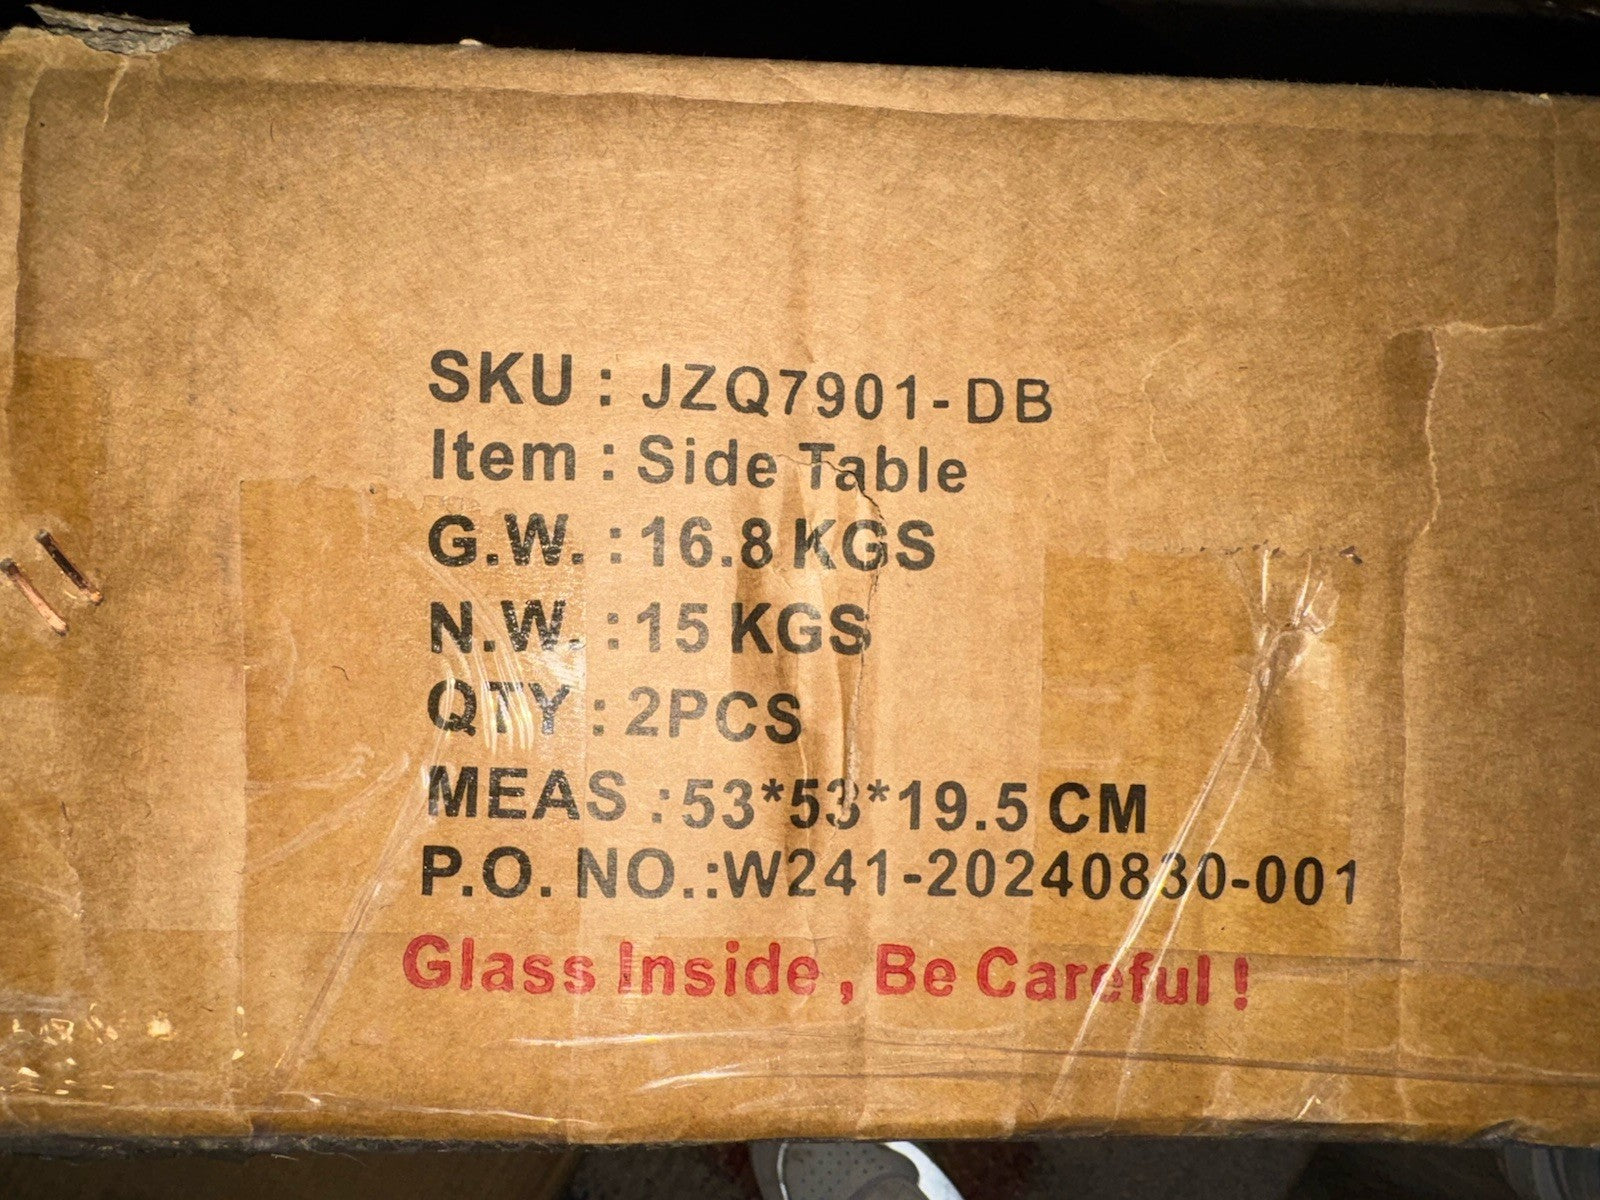 SKU : JZQ7901-DB
Item : Side Table
G.W. : 16.8 KGS
N.W. : 15 KGS
QTY : 2PCS
MEAS : 53*53*19.5 CM
P.O. NO.:W241-20240830-001
Glass Inside , Be Careful !